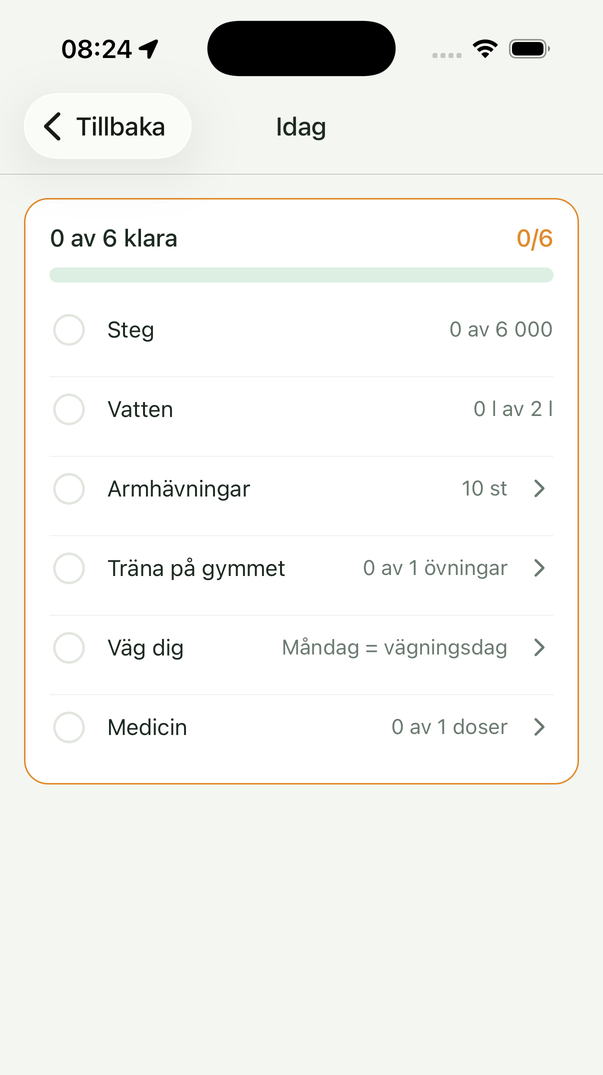 08:24
Tillbaka
Idag
0 av 6 klara 0/6
Steg 0 av 6 000
Vatten 0 l av 2 l
Armhävningar 10 st
Träna på gymmet 0 av 1 övningar
Väg dig Måndag = vägningsdag
Medicin 0 av 1 doser